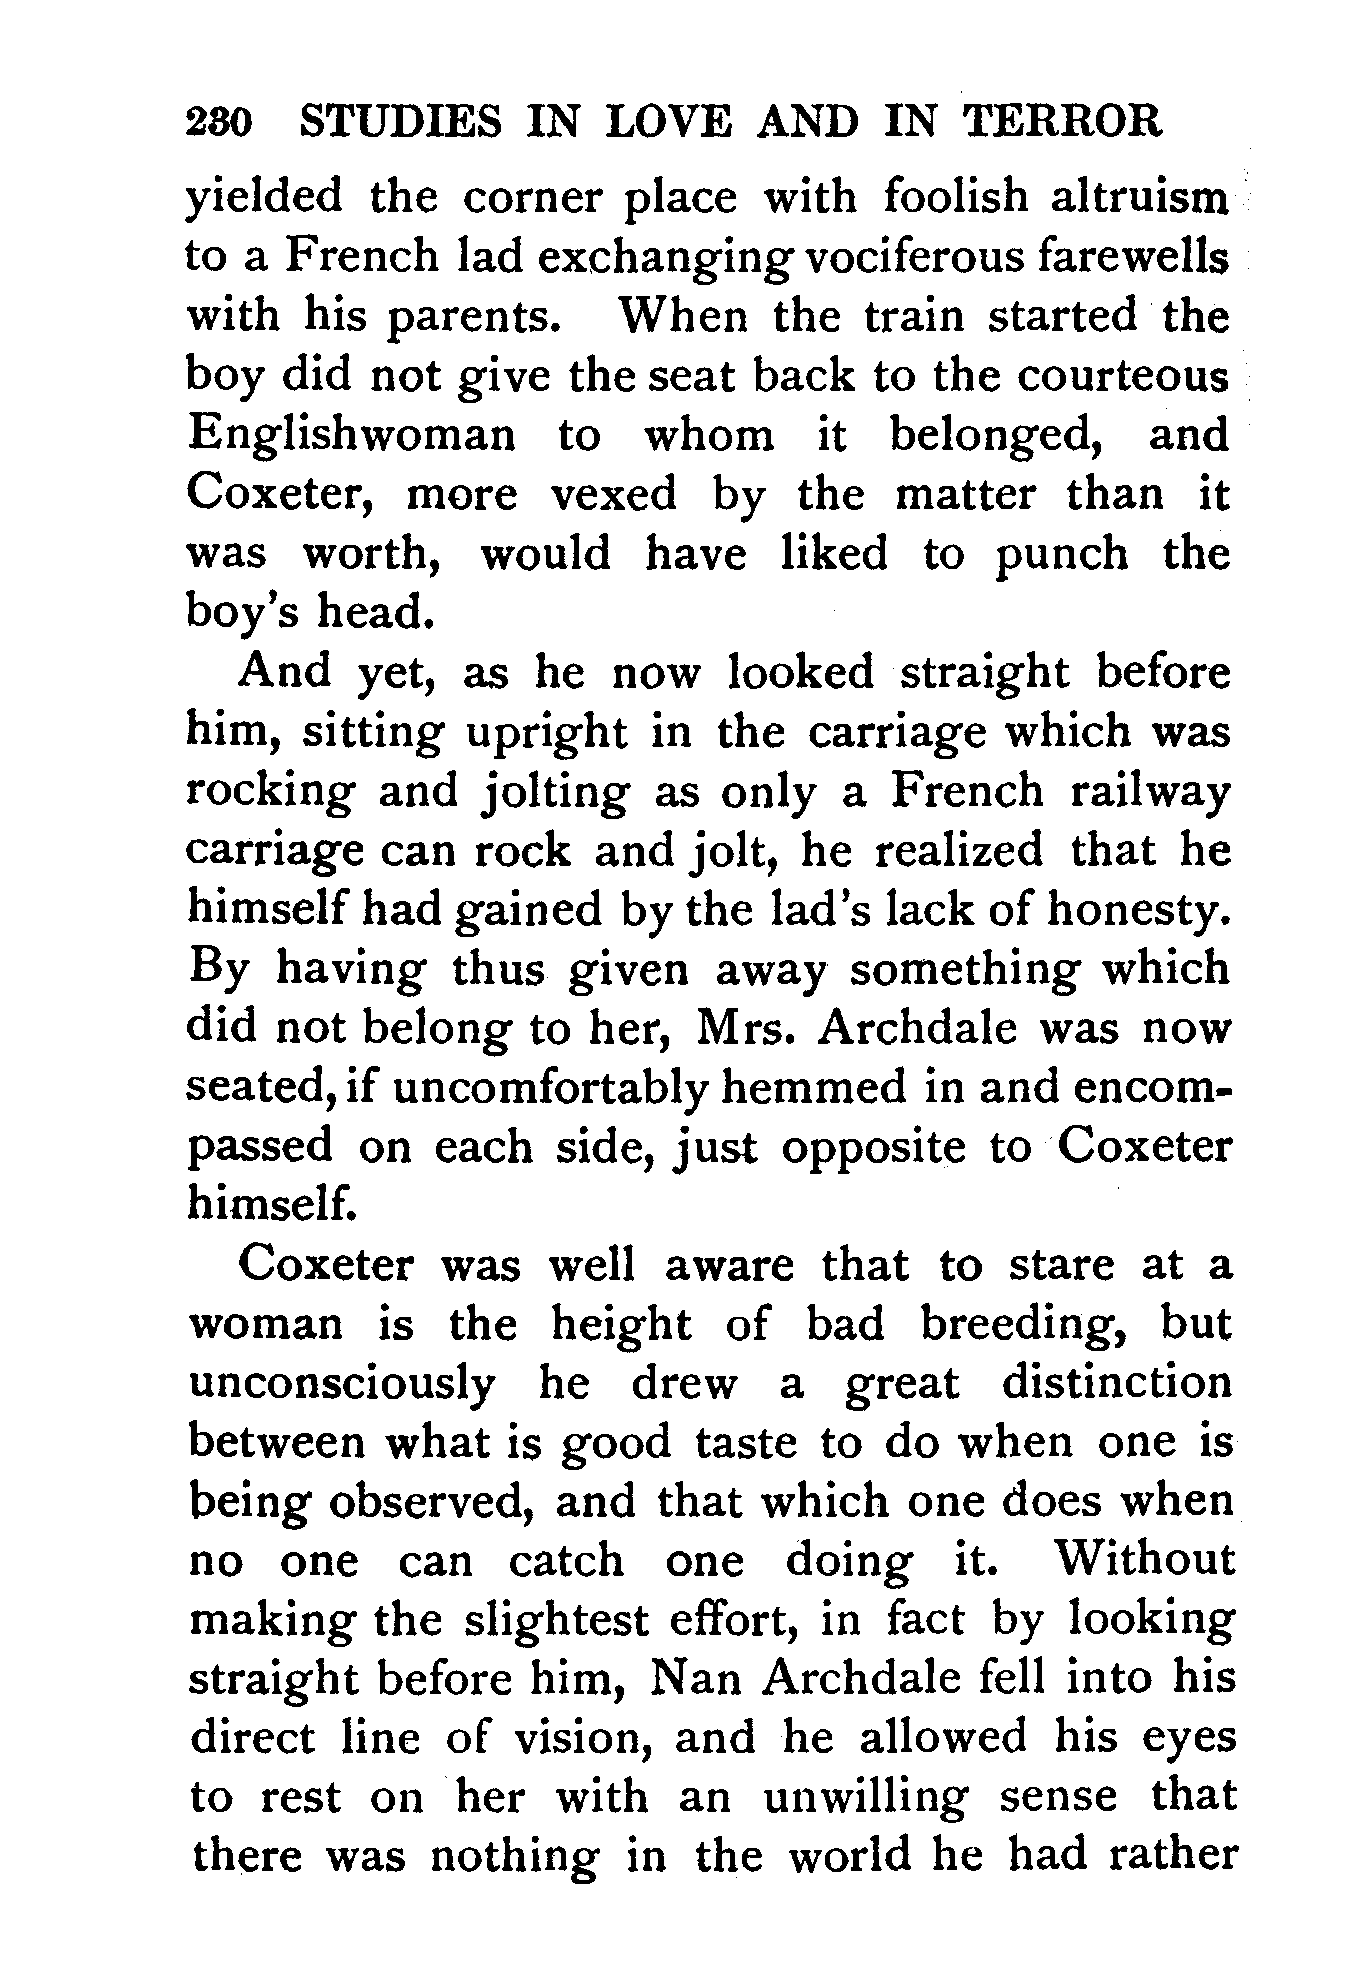 230 STUDIES IN LOVE AND IN TERROR
yielded the corner place with foolish altruism
to a French lad exchanging vociferous farewells
with his parents. When the train started the
boy did not give the seat back to the courteous
Englishwoman to whom it belonged, and
Coxeter, more vexed by the matter than it
was worth, would have liked to punch the
boy's head.
And yet, as he now looked straight before
him, sitting upright in the carriage which was
rocking and jolting as only a French railway
carriage can rock and jolt, he realized that he
himself had gained by the lad's lack of honesty.
By having thus given away something which
did not belong to her, Mrs. Archdale was now
seated, if uncomfortably hemmed in and encom-
passed on each side, just opposite to Coxeter
himself.
Coxeter was well aware that to stare at a
woman is the height of bad breeding, but
unconsciously he drew a great distinction
between what is good taste to do when one is
being observed, and that which one does when
no one can catch one doing it. Without
making the slightest effort, in fact by looking
straight before him, Nan Archdale fell into his
direct line of vision, and he allowed his eyes
to rest on her with an unwilling sense that
there was nothing in the world he had rather